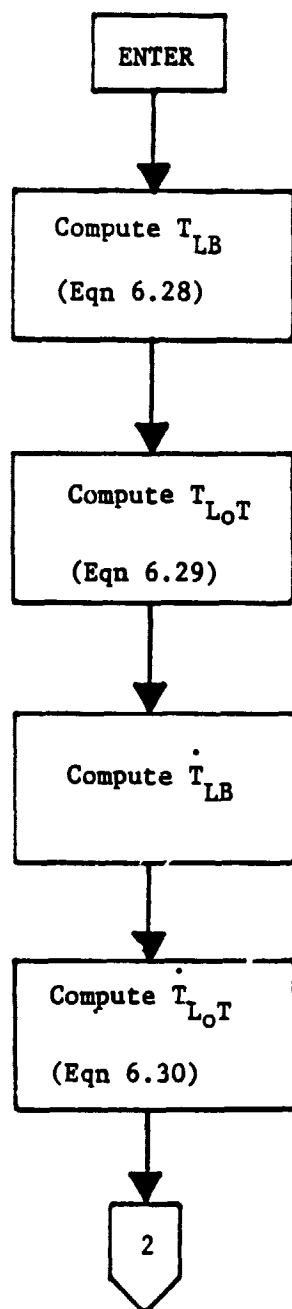 ENTER
Compute T_LB
(Eqn 6.28)
Compute T_LoT
(Eqn 6.29)
Compute Ṫ_LB
Compute Ṫ_LoT
(Eqn 6.30)
2